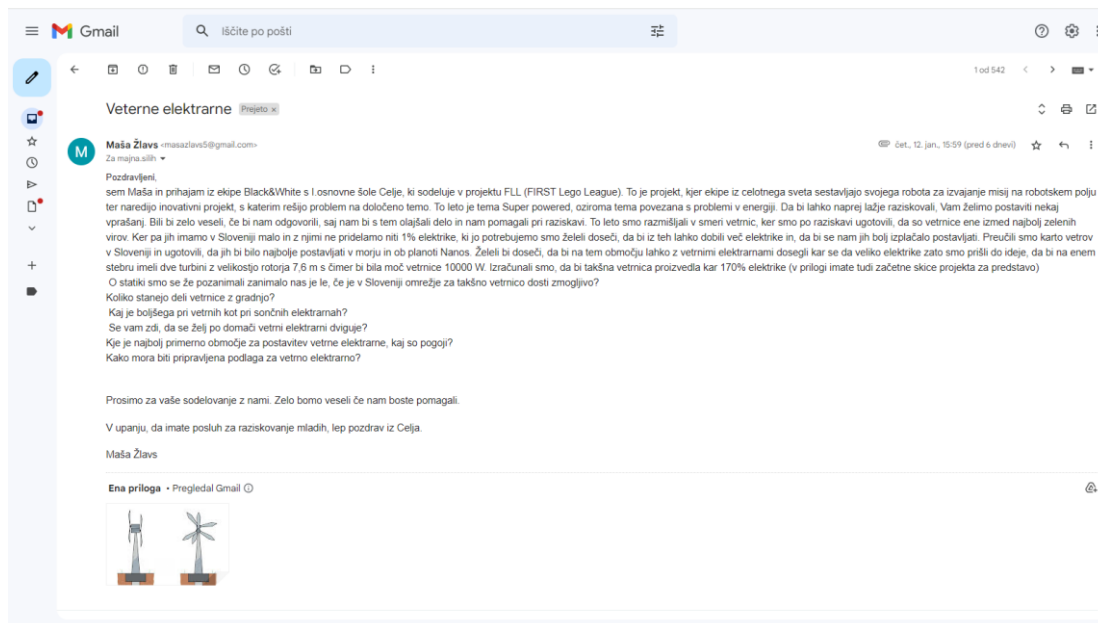 Gmail
Iščite po pošti
1 od 542
Veterne elektrarne Prejeto ×
Maša Žlavs <masazlavs5@gmail.com>
čet., 12. jan., 15:59 (pred 6 dnevi)
Za majna.silih
Pozdravljeni,
sem Maša in prihajam iz ekipe Black&White s I.osnovne šole Celje, ki sodeluje v projektu FLL (FIRST Lego League). To je projekt, kjer ekipe iz celotnega sveta sestavljajo svojega robota za izvajanje misij na robotskem polju
ter naredijo inovativni projekt, s katerim rešijo problem na določeno temo. To leto je tema Super powered, oziroma tema povezana s problemi v energiji. Da bi lahko naprej lažje raziskovali, Vam želimo postaviti nekaj
vprašanj. Bili bi zelo veseli, če bi nam odgovorili, saj nam bi s tem olajšali delo in nam pomagali pri raziskavi. To leto smo razmišljali v smeri vetrnic, ker smo po raziskavi ugotovili, da so vetrnice ene izmed najbolj zelenih
virov. Ker pa jih imamo v Sloveniji malo in z njimi ne pridelamo niti 1% elektrike, ki jo potrebujemo smo želeli doseči, da bi iz teh lahko dobili več elektrike in, da bi se nam jih bolj izplačalo postavljati. Preučili smo karto vetrov
v Sloveniji in ugotovili, da jih bi bilo najbolje postavljati v morju in ob planoti Nanos. Želeli bi doseči, da bi na tem območju lahko z vetrnimi elektrarnami dosegli kar se da veliko elektrike zato smo prišli do ideje, da bi na enem
stebru imeli dve turbini z velikostjo rotorja 7,6 m s čimer bi bila moč vetrnice 10000 W. Izračunali smo, da bi takšna vetrnica proizvedla kar 170% elektrike (v prilogi imate tudi začetne skice projekta za predstavo)
O statiki smo se že pozanimali zanimalo nas je le, če je v Sloveniji omrežje za takšno vetrnico dosti zmogljivo?
Koliko stanejo deli vetrnice z gradnjo?
Kaj je boljšega pri vetrnih kot pri sončnih elektrarnah?
Se vam zdi, da se želj po domači vetrni elektrarni dviguje?
Kje je najbolj primerno območje za postavitev vetrne elektrarne, kaj so pogoji?
Kako mora biti pripravljena podlaga za vetrno elektrarno?
Prosimo za vaše sodelovanje z nami. Zelo bomo veseli če nam boste pomagali.
V upanju, da imate posluh za raziskovanje mladih, lep pozdrav iz Celja.
Maša Žlavs
Ena priloga • Pregledal Gmail